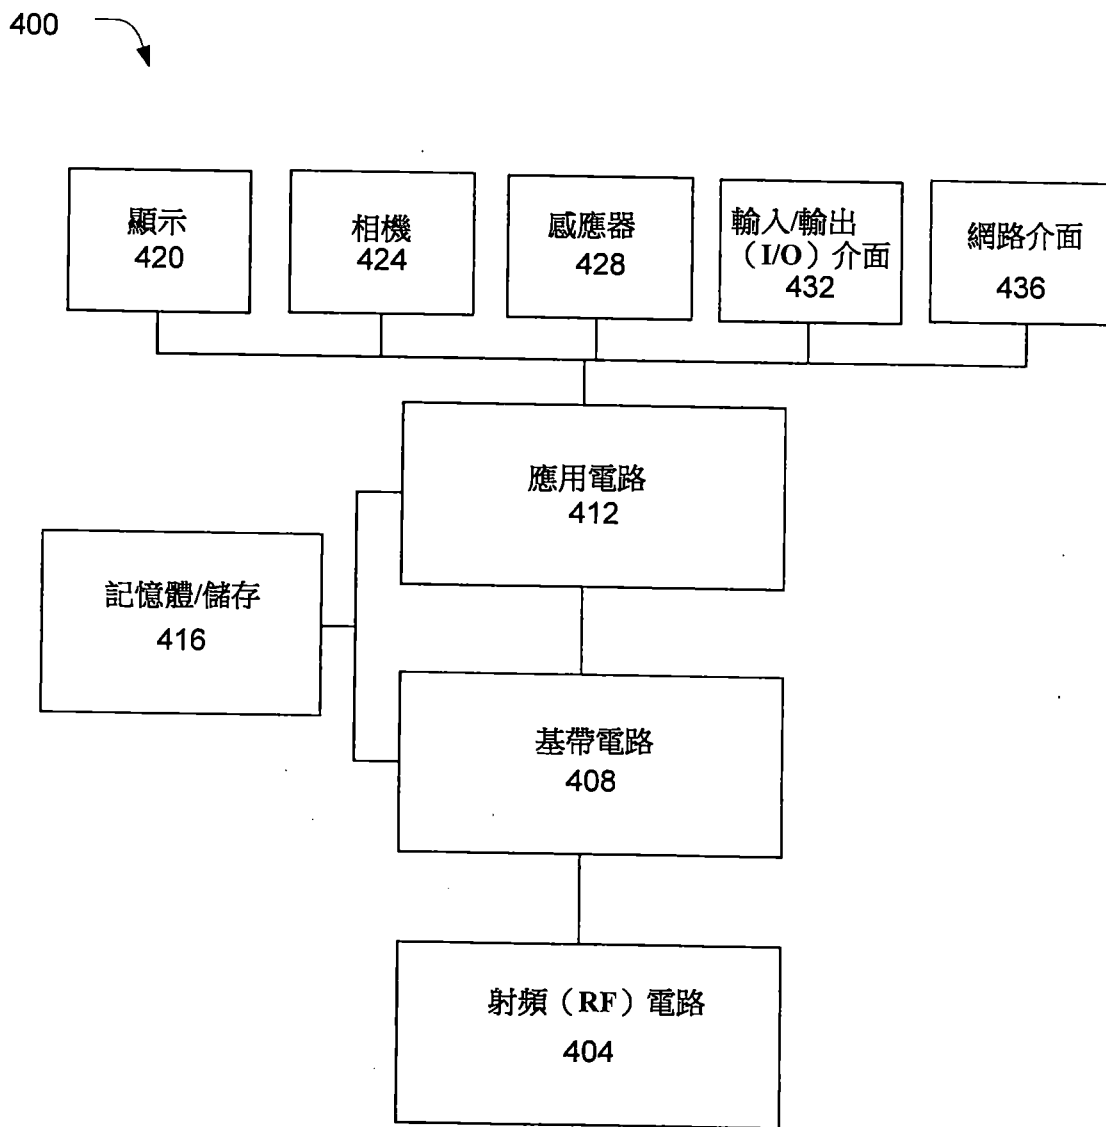 400
顯示
420
相機
424
感應器
428
輸入/輸出
（I/O）介面
432
網路介面
436
應用電路
412
記憶體/儲存
416
基帶電路
408
射頻（RF）電路
404